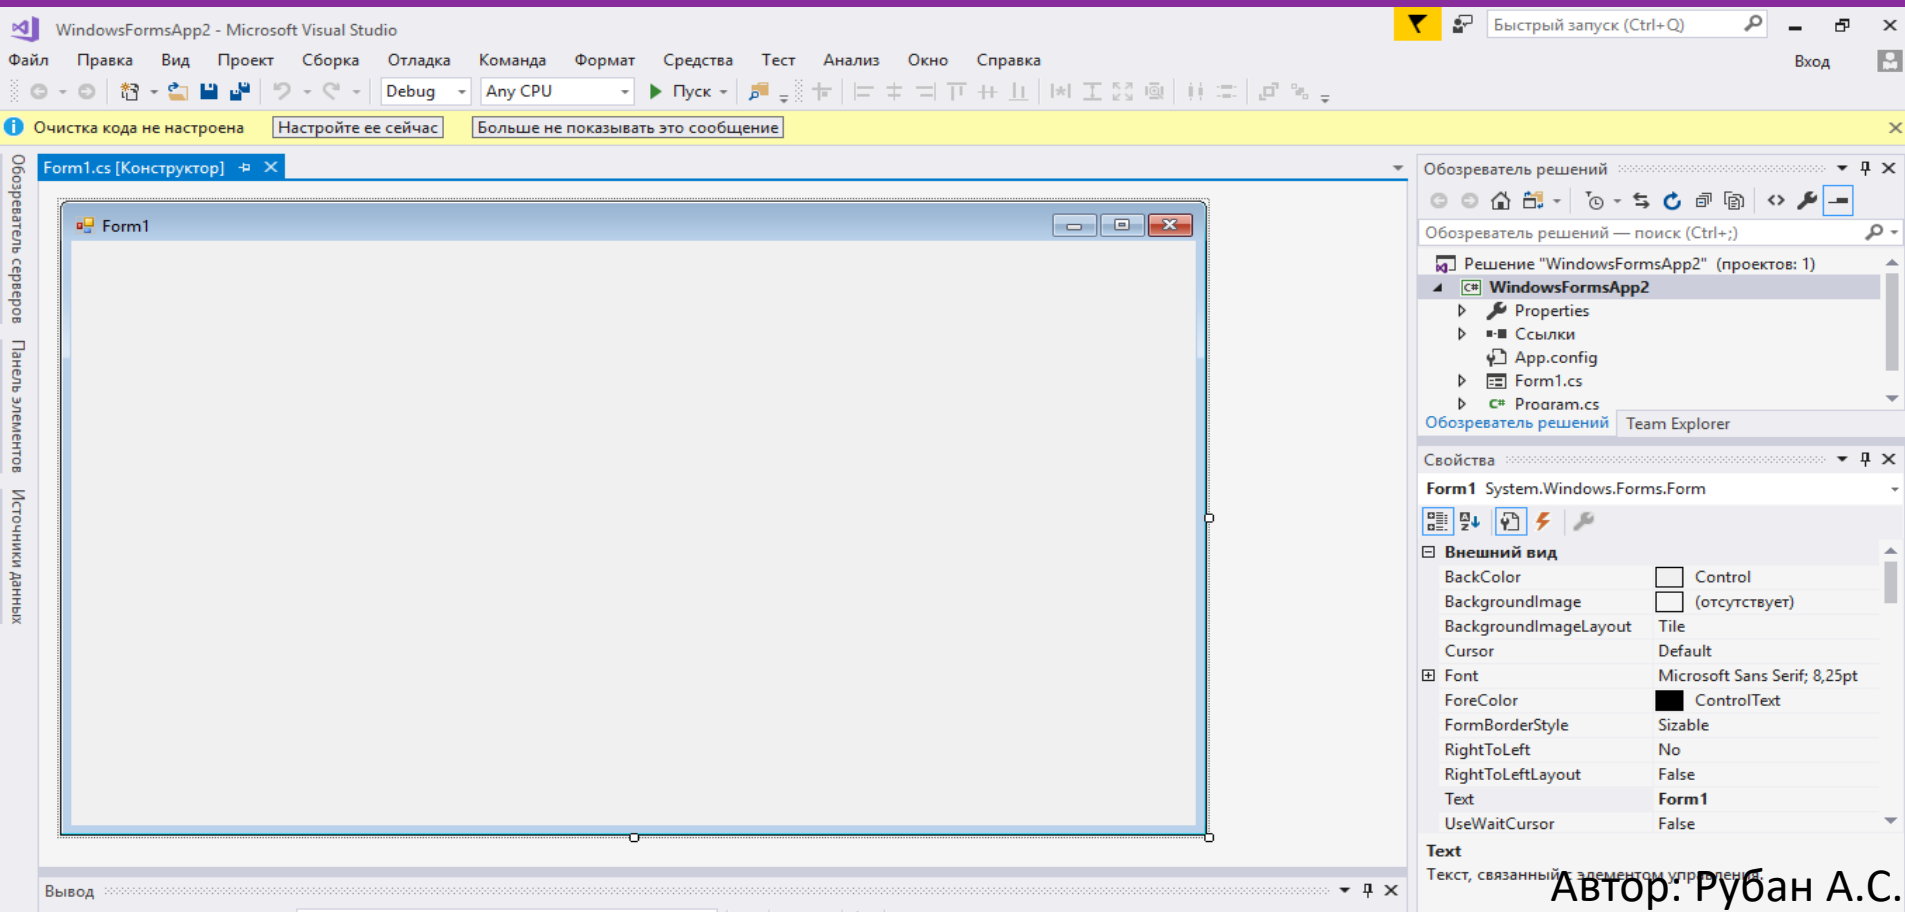 WindowsFormsApp2 - Microsoft Visual Studio
Быстрый запуск (Ctrl+Q)
Файл Правка Вид Проект Сборка Отладка Команда Формат Средства Тест Анализ Окно Справка
Вход
Debug Any CPU Пуск
Очистка кода не настроена Настройте ее сейчас Больше не показывать это сообщение
Обозреватель серверов
Панель элементов
Источники данных
Form1.cs [Конструктор]
Form1
Вывод
Обозреватель решений
Обозреватель решений — поиск (Ctrl+;)
Решение "WindowsFormsApp2" (проектов: 1)
C# WindowsFormsApp2
Properties
Ссылки
App.config
Form1.cs
C# Program.cs
Обозреватель решений Team Explorer
Свойства
Form1 System.Windows.Forms.Form
Внешний вид
BackColor Control
BackgroundImage (отсутствует)
BackgroundImageLayout Tile
Cursor Default
Font Microsoft Sans Serif; 8,25pt
ForeColor ControlText
FormBorderStyle Sizable
RightToLeft No
RightToLeftLayout False
Text Form1
UseWaitCursor False
Text
Текст, связанный с элементом управления.
Автор: Рубан А.С.